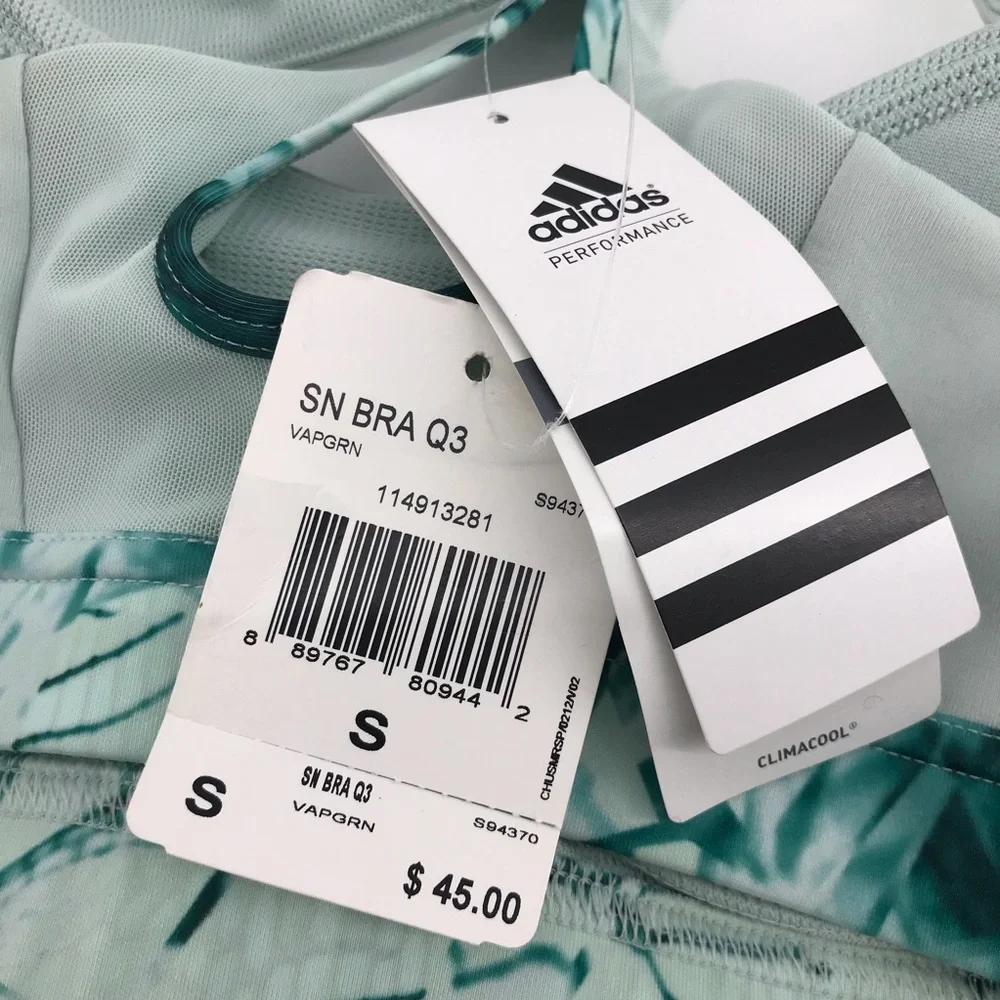 adidas®
PERFORMANCE
SN BRA Q3
VAPGRN
114913281
S9437
8 89767 80944 2
S
CHUSMRSP/0212/V02
S
SN BRA Q3
VAPGRN
S94370
$ 45.00
CLIMACOOL®